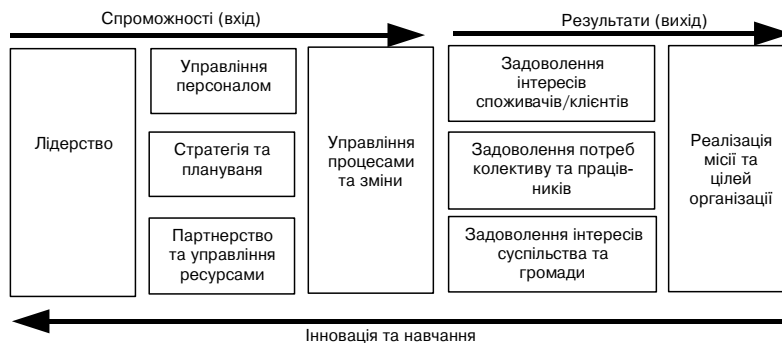 Спроможності (вхід)
Результати (вихід)
Лідерство
Управління
персоналом
Стратегія та
плануваня
Партнерство
та управління
ресурсами
Управління
процесами
та зміни
Задоволення
інтересів
споживачів/клієнтів
Задоволення потреб
колективу та праців-
ників
Задоволення інтересів
суспільства та
громади
Реалізація
місії та
цілей
організації
Інновація та навчання